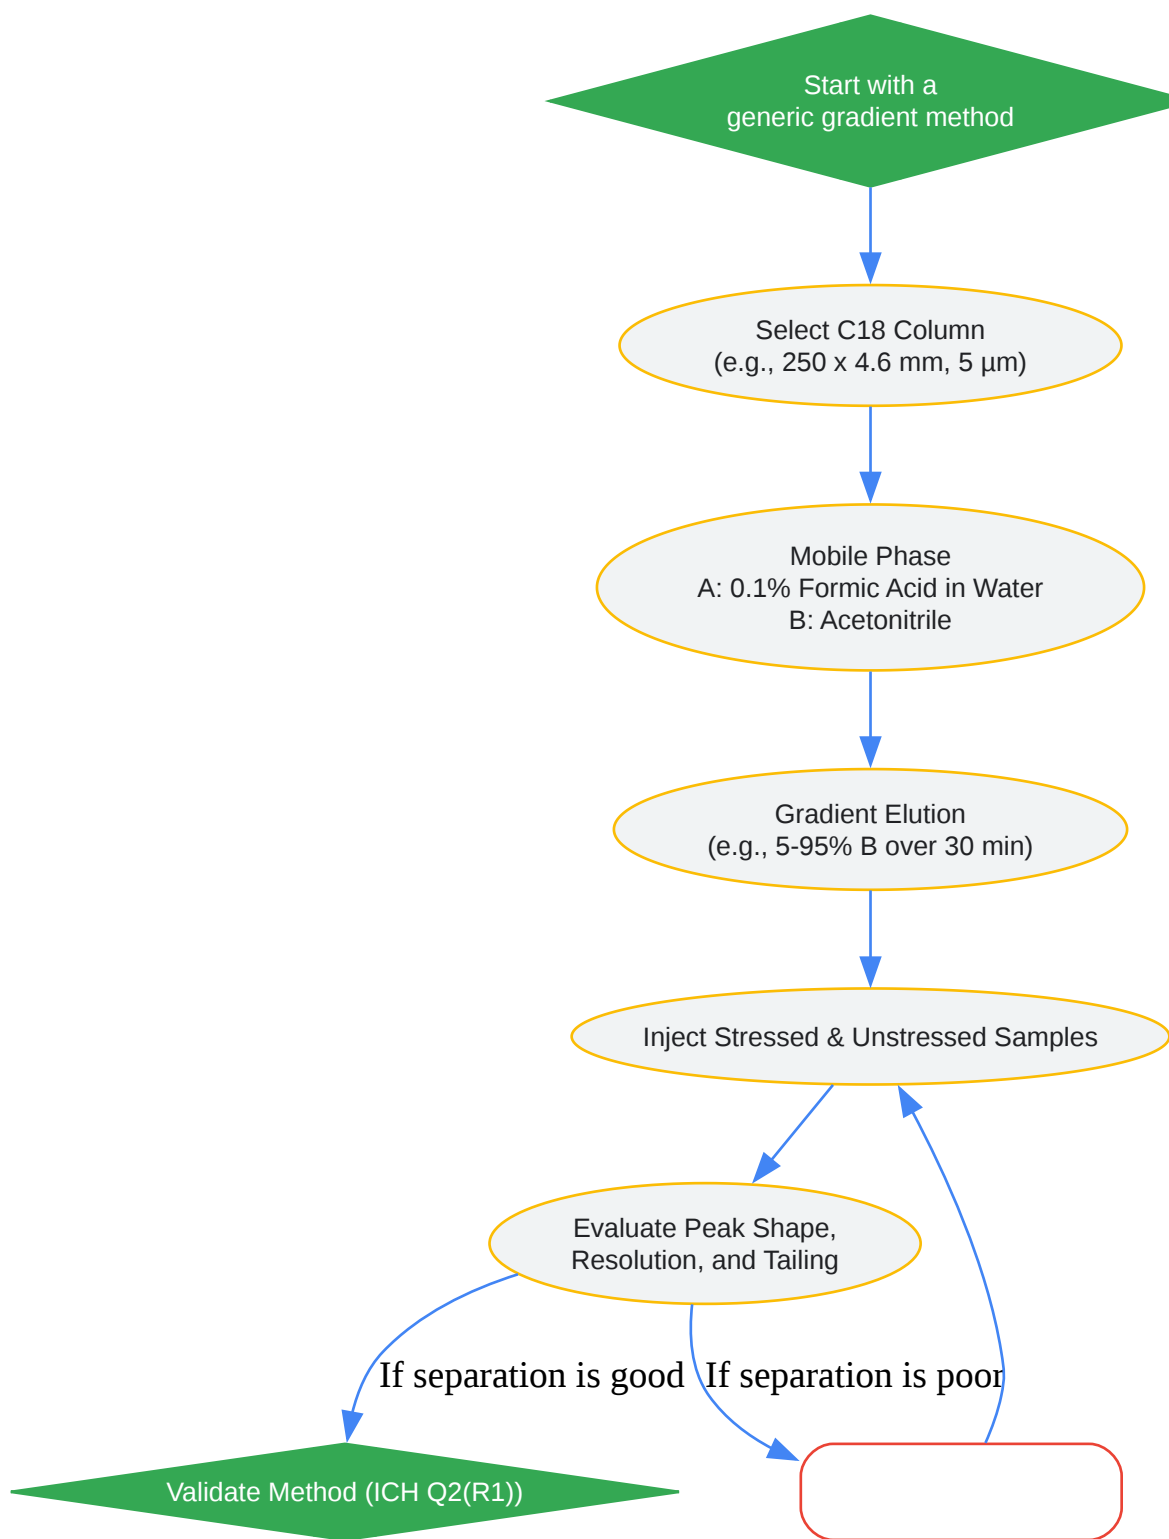 Start with a
generic gradient method
Select C18 Column
(e.g., 250 x 4.6 mm, 5 µm)
Mobile Phase
A: 0.1% Formic Acid in Water
B: Acetonitrile
Gradient Elution
(e.g., 5-95% B over 30 min)
Inject Stressed & Unstressed Samples
Evaluate Peak Shape,
Resolution, and Tailing
If separation is good
If separation is poor
Validate Method (ICH Q2(R1))